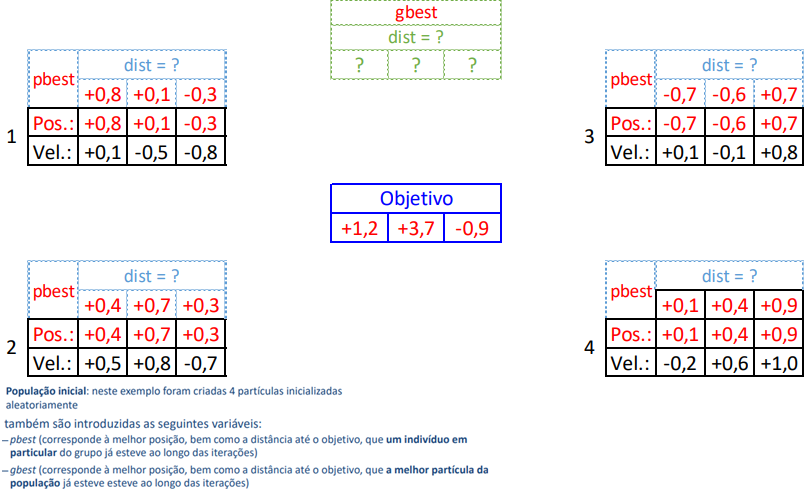 gbest
dist = ?
? ? ?
1
pbest
dist = ?
+0,8 +0,1 -0,3
Pos.: +0,8 +0,1 -0,3
Vel.: +0,1 -0,5 -0,8
3
pbest
dist = ?
-0,7 -0,6 +0,7
Pos.: -0,7 -0,6 +0,7
Vel.: +0,1 -0,1 +0,8
Objetivo
+1,2 +3,7 -0,9
2
pbest
dist = ?
+0,4 +0,7 +0,3
Pos.: +0,4 +0,7 +0,3
Vel.: +0,5 +0,8 -0,7
4
pbest
dist = ?
+0,1 +0,4 +0,9
Pos.: +0,1 +0,4 +0,9
Vel.: -0,2 +0,6 +1,0
População inicial: neste exemplo foram criadas 4 partículas inicializadas
aleatoriamente
também são introduzidas as seguintes variáveis:
– pbest (corresponde à melhor posição, bem como a distância até o objetivo, que um indivíduo em
particular do grupo já esteve ao longo das iterações)
– gbest (corresponde à melhor posição, bem como a distância até o objetivo, que a melhor partícula da
população já esteve esteve ao longo das iterações)